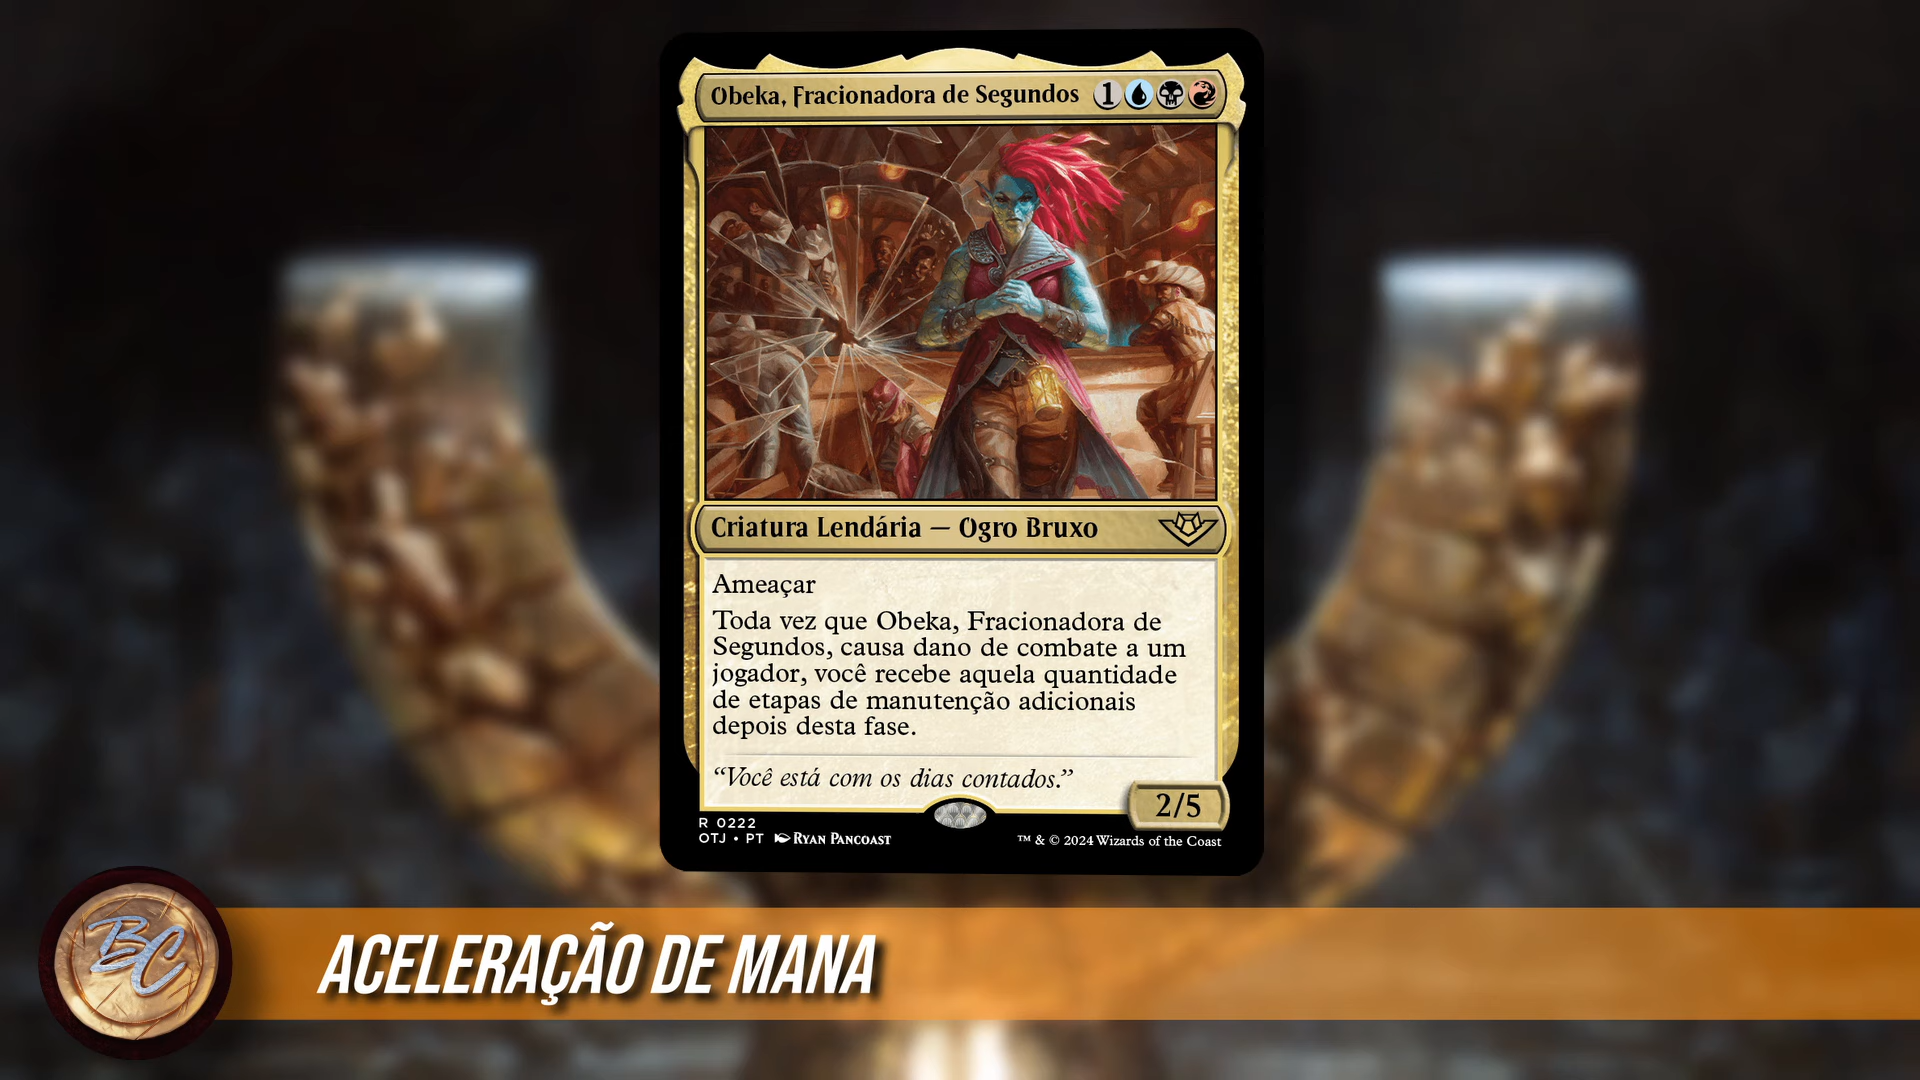 Obeka, Fracionadora de Segundos 1
Criatura Lendária — Ogro Bruxo
Ameaçar
Toda vez que Obeka, Fracionadora de
Segundos, causa dano de combate a um
jogador, você recebe aquela quantidade
de etapas de manutenção adicionais
depois desta fase.
“Você está com os dias contados.”
2/5
R 0222
OTJ • PT RYAN PANCOAST
™ & © 2024 Wizards of the Coast
BC
ACELERAÇÃO DE MANA